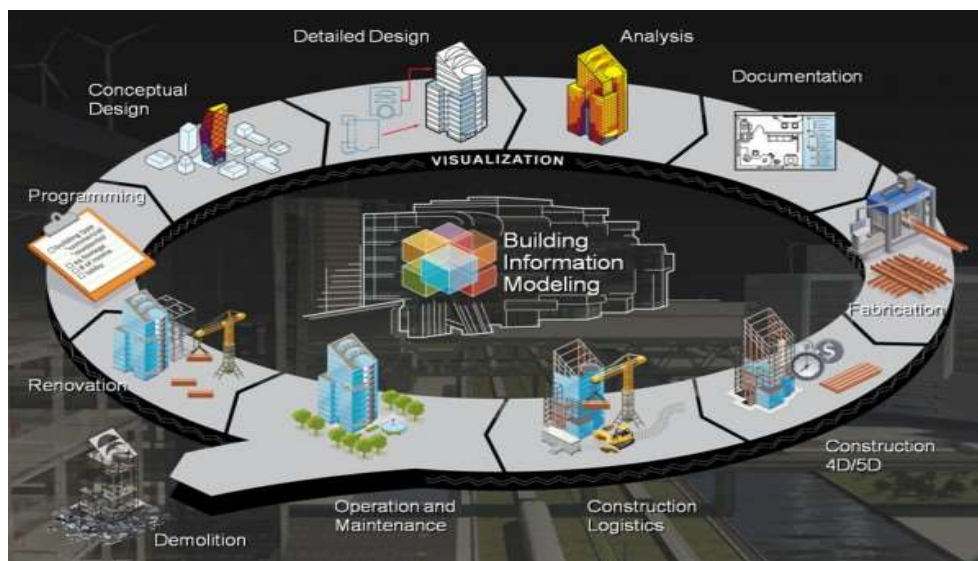 Detailed Design
Analysis
Conceptual
Design
Documentation
VISUALIZATION
Programming
Building
Information
Modeling
Fabrication
Renovation
$
Construction
4D/5D
Operation and
Maintenance
Construction
Logistics
Demolition